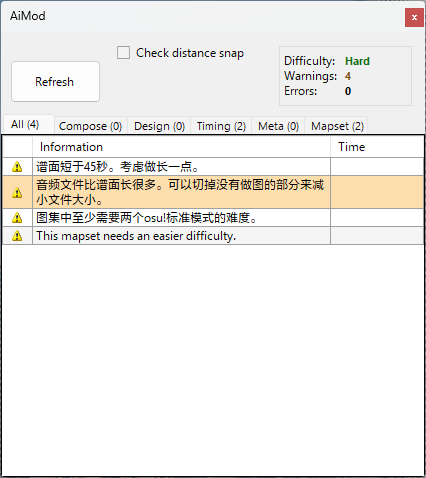 AiMod
Check distance snap
Refresh
Difficulty: Hard
Warnings: 4
Errors: 0
All (4) Compose (0) Design (0) Timing (2) Meta (0) Mapset (2)
Information Time
谱面短于45秒。考虑做长一点。
音频文件比谱面长很多。可以切掉没有做图的部分来减
小文件大小。
图集中至少需要两个osu!标准模式的难度。
This mapset needs an easier difficulty.